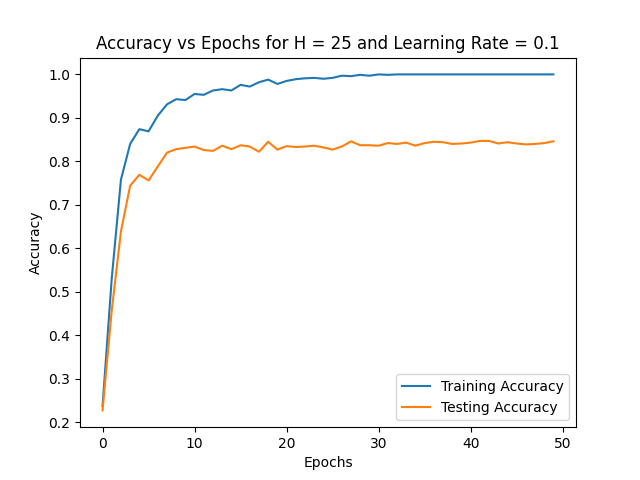 Accuracy vs Epochs for H = 25 and Learning Rate = 0.1
1.0
0.9
0.8
0.7
0.6
0.5
0.4
0.3
0.2
Accuracy
0 10 20 30 40 50
Epochs
Training Accuracy
Testing Accuracy